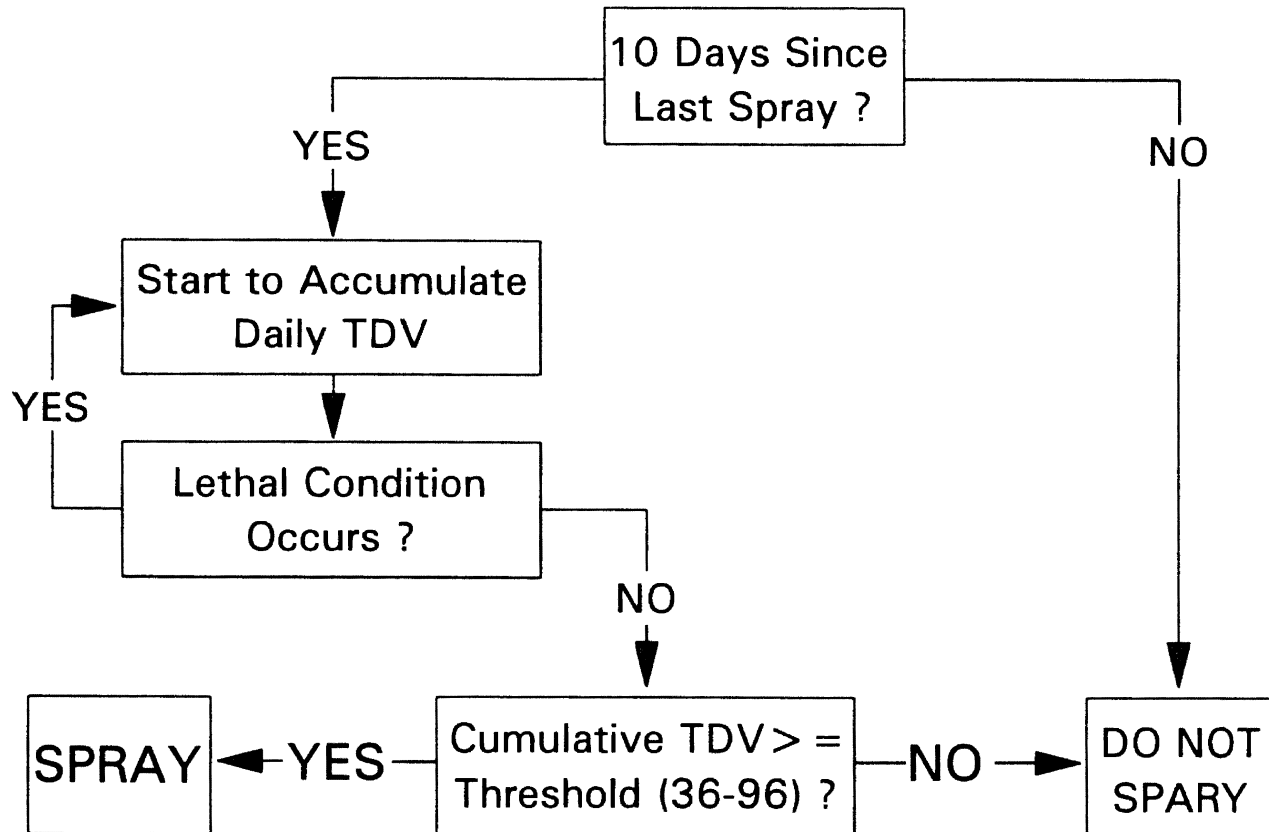 10 Days Since
Last Spray ?
YES
NO
Start to Accumulate
Daily TDV
YES
Lethal Condition
Occurs ?
NO
SPRAY
YES
Cumulative TDV> =
Threshold (36-96) ?
NO
DO NOT
SPARY